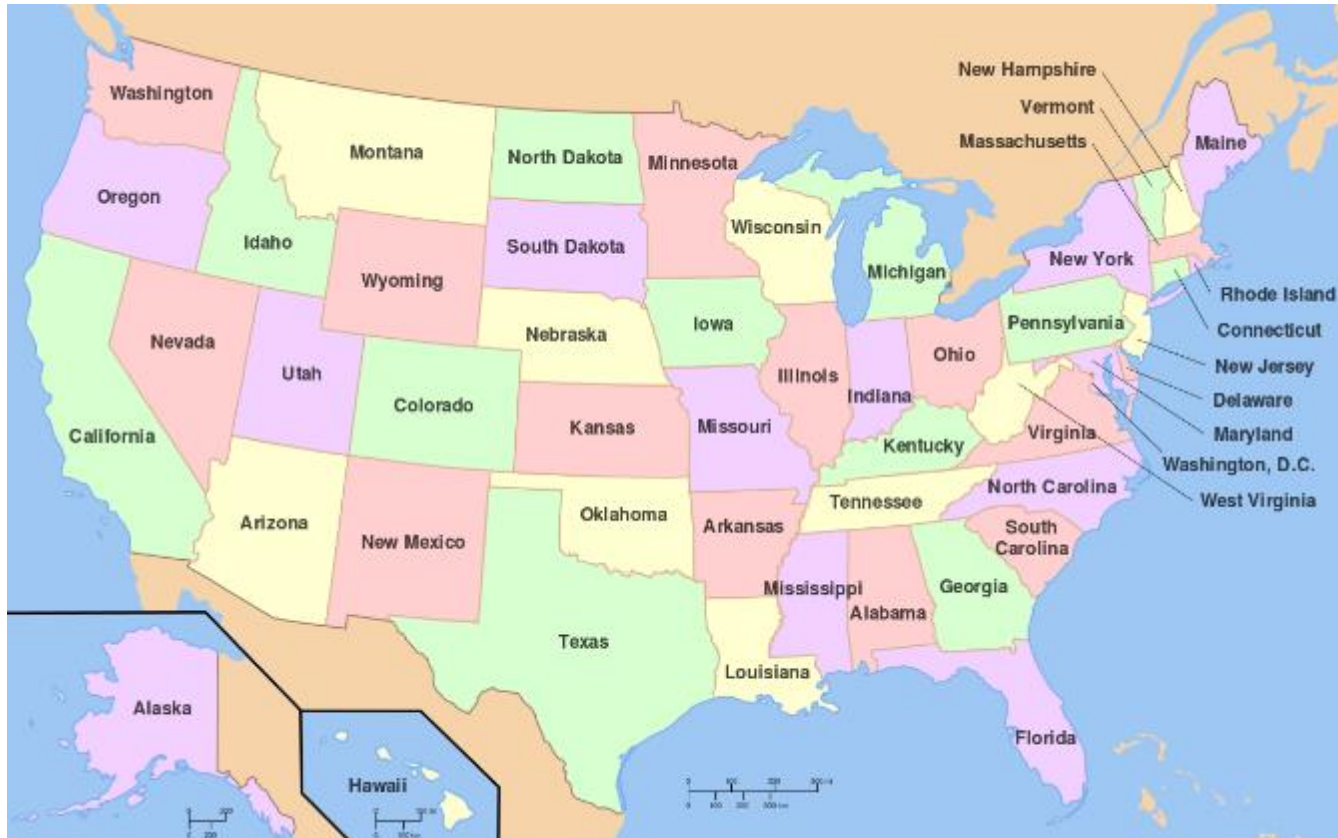 New Hampshire
Vermont
Massachusetts
Washington
Montana
North Dakota
Minnesota
Maine
Oregon
Idaho
Wisconsin
South Dakota
Wyoming
Michigan
New York
Rhode Island
Iowa
Nebraska
Pennsylvania
Connecticut
Nevada
Utah
Ohio
New Jersey
Illinois
Indiana
Colorado
Delaware
California
Kansas
Missouri
Kentucky
Virginia
Maryland
Washington, D.C.
North Carolina
West Virginia
Tennessee
Arizona
Oklahoma
Arkansas
New Mexico
South
Carolina
Mississippi
Georgia
Alabama
Texas
Louisiana
Alaska
Florida
Hawaii